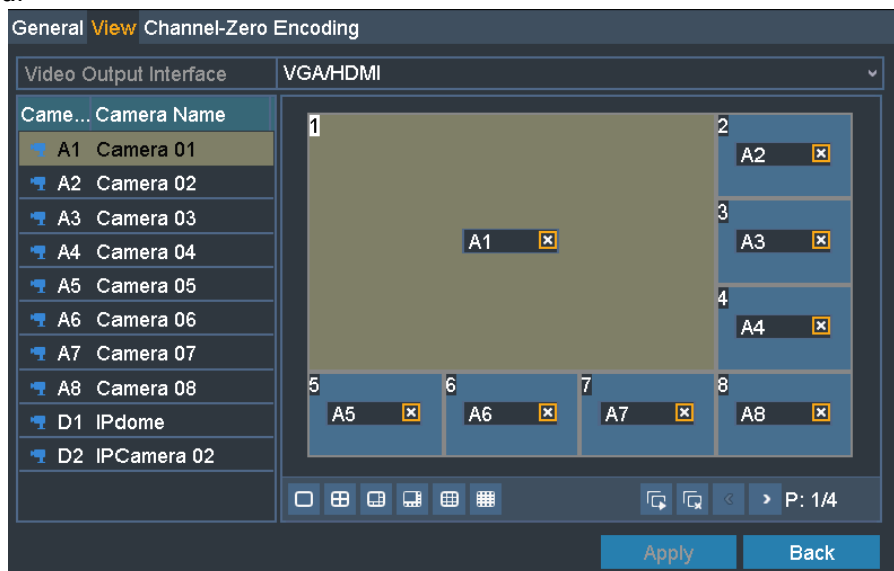 General View Channel-Zero Encoding
Video Output Interface VGA/HDMI
Came... Camera Name
A1 Camera 01
A2 Camera 02
A3 Camera 03
A4 Camera 04
A5 Camera 05
A6 Camera 06
A7 Camera 07
A8 Camera 08
D1 IPdome
D2 IPCamera 02
1
A1
2
A2
3
A3
4
A4
5
A5
6
A6
7
A7
8
A8
P: 1/4
Apply Back